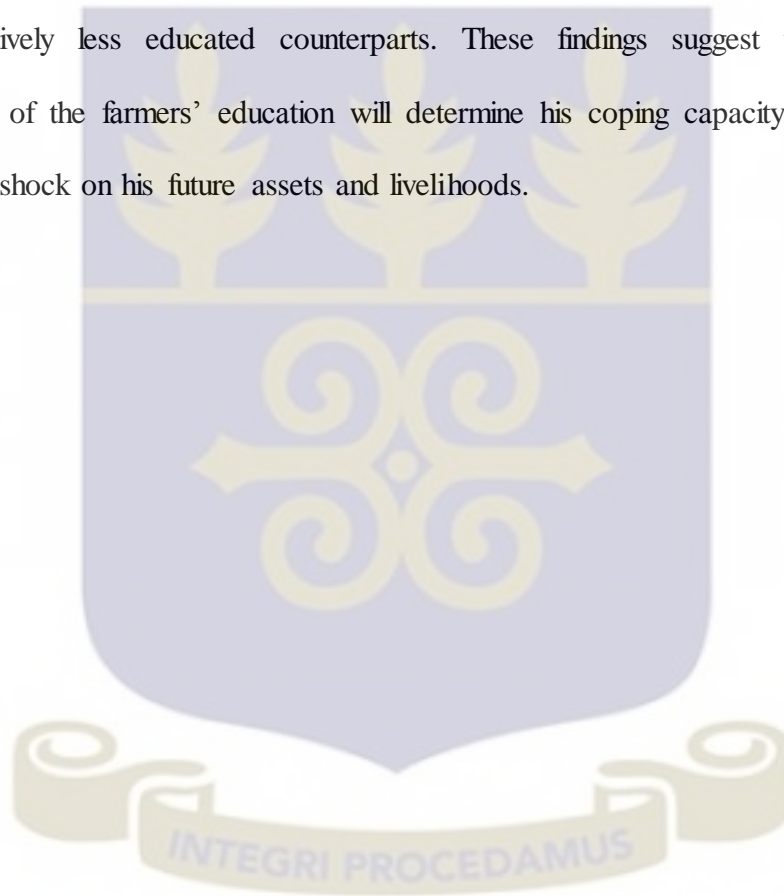 less educated counterparts. These findings suggest
of the farmers’ education will determine his coping capacity
shock on his future assets and livelihoods.
INTEGRI PROCEDAMUS